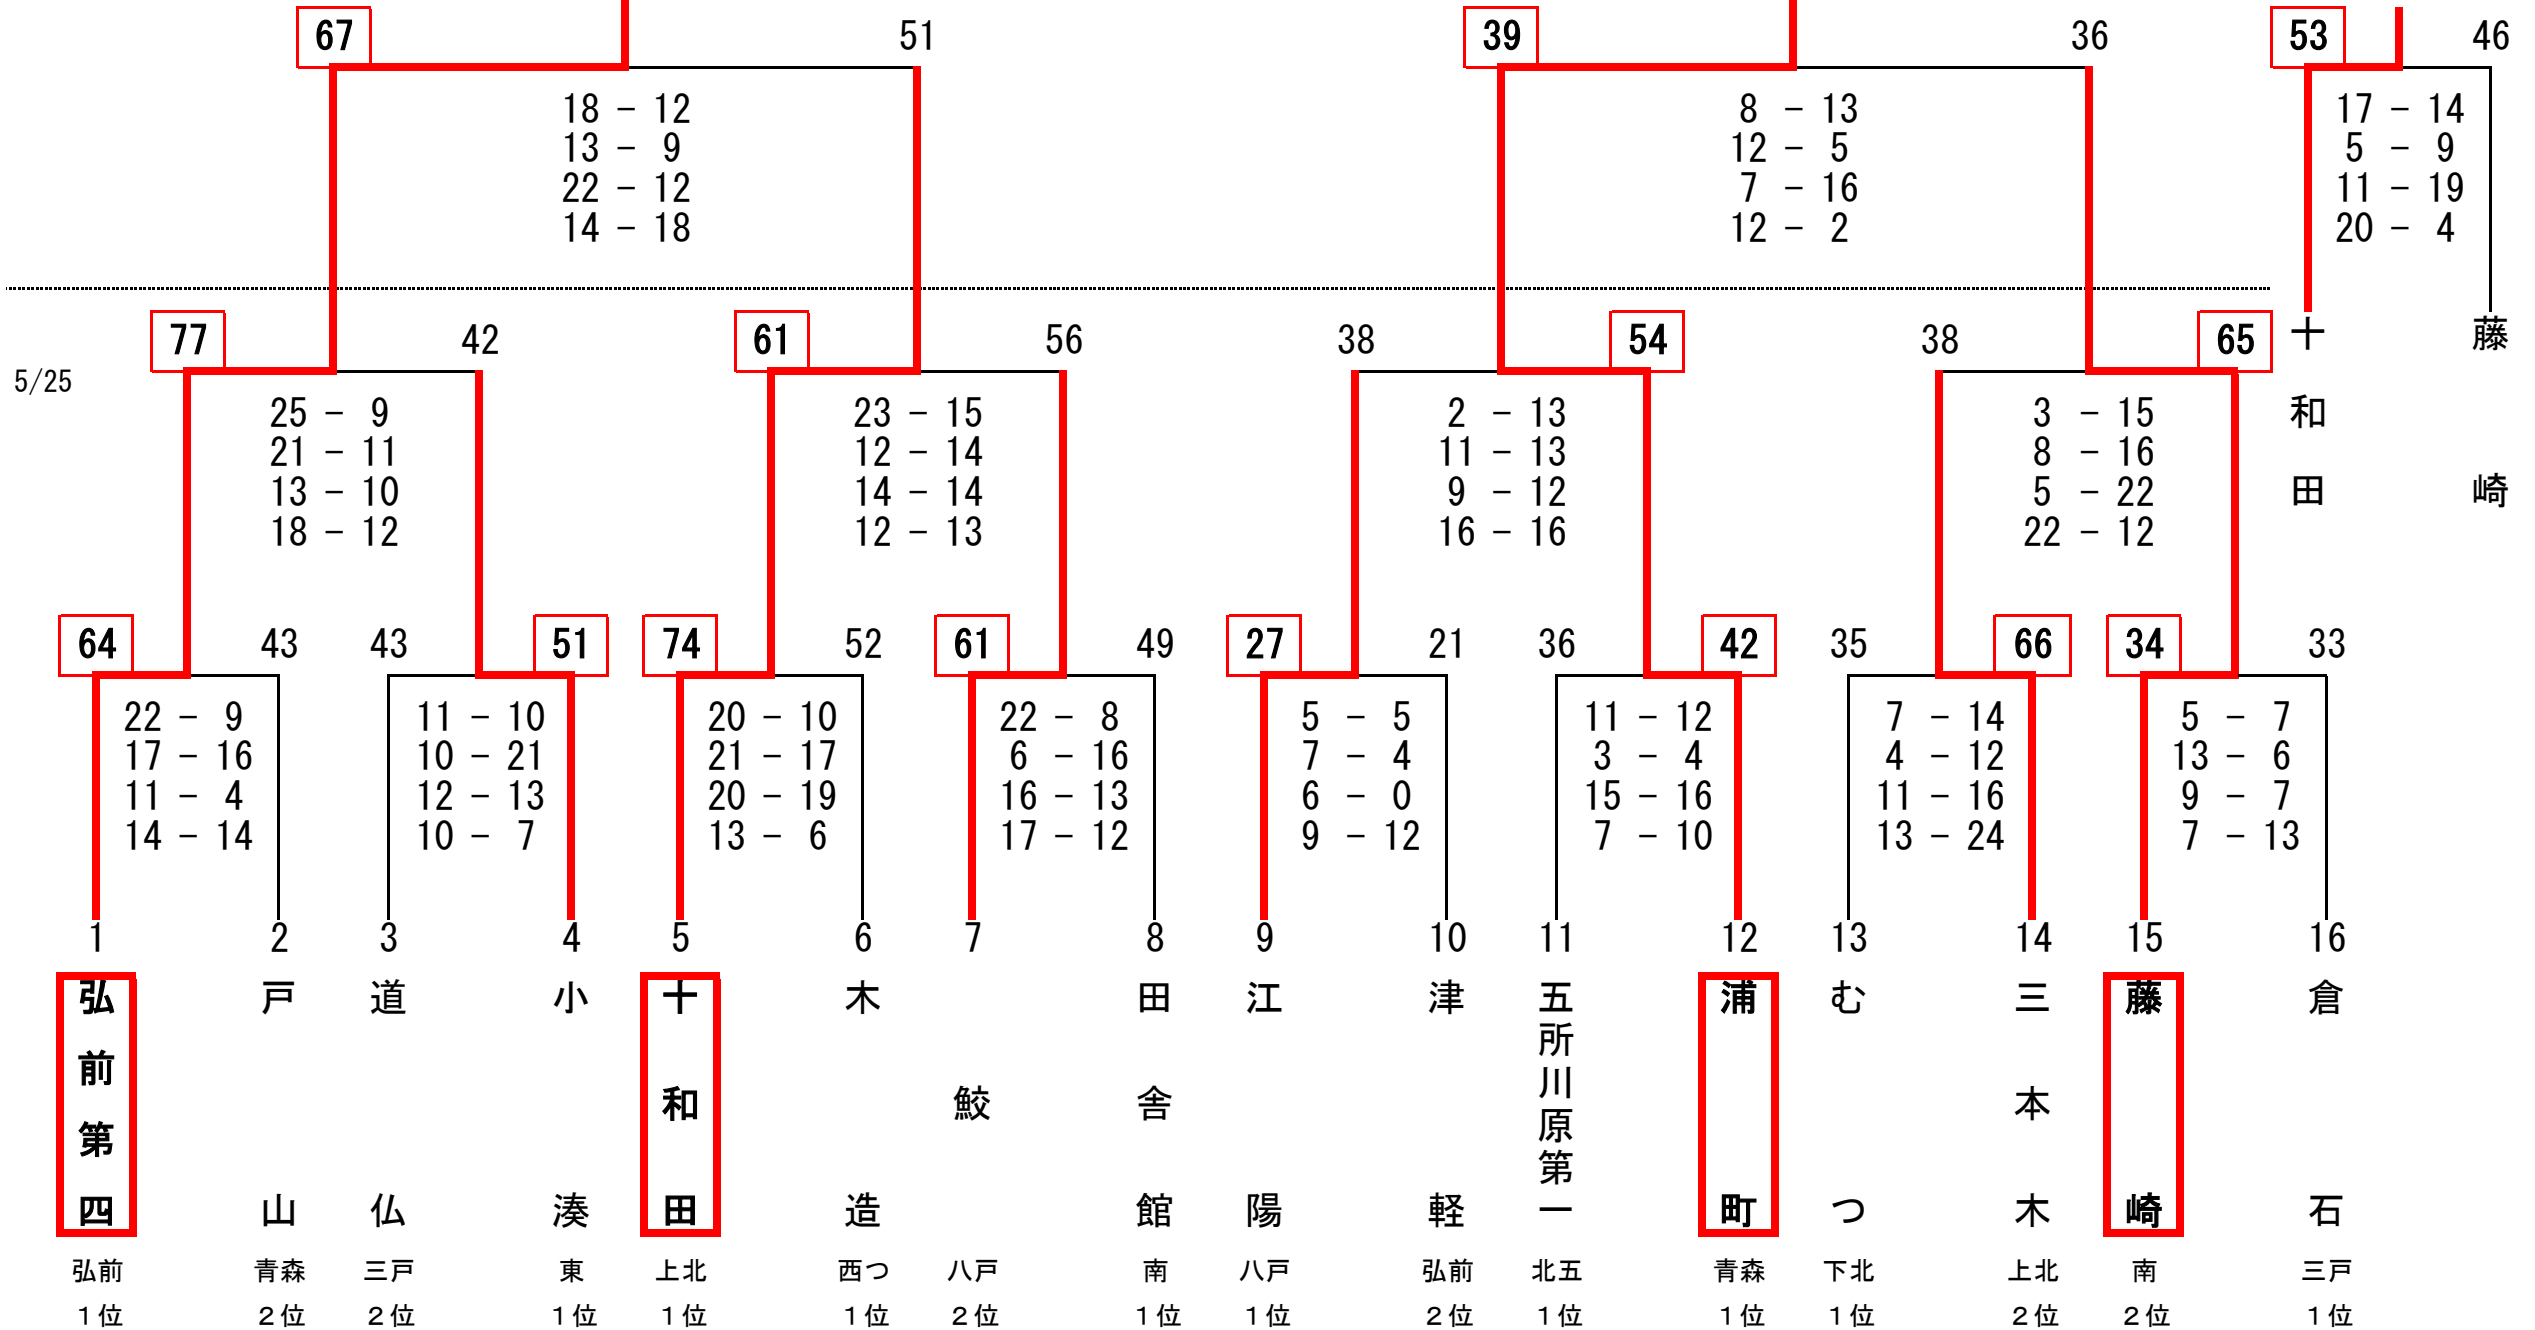 67 51 39 36 53 46
18 - 12 8 - 13 17 - 14
13 - 9 12 - 5 5 - 9
22 - 12 7 - 16 11 - 19
14 - 18 12 - 2 20 - 4
77 42 61 56 38 54 38 65
十和田 藤崎
5/25
25 - 9 23 - 15 2 - 13 3 - 15
21 - 11 12 - 14 11 - 13 8 - 16
13 - 10 14 - 14 9 - 12 5 - 22
18 - 12 12 - 13 16 - 16 22 - 12
64 43 43 51 74 52 61 49 27 21 36 42 35 66 34 33
22 - 9 11 - 10 20 - 10 22 - 8 5 - 5 11 - 12 7 - 14 5 - 7
17 - 16 10 - 21 21 - 17 6 - 16 7 - 4 3 - 4 4 - 12 13 - 6
11 - 4 12 - 13 20 - 19 16 - 13 6 - 0 15 - 16 11 - 16 9 - 7
14 - 14 10 - 7 13 - 6 17 - 12 9 - 12 7 - 10 13 - 24 7 - 13
1 2 3 4 5 6 7 8 9 10 11 12 13 14 15 16
弘前第四 戸山 道仏 小湊 十和田 木造 鮫 田舎館 江陽 津軽 五所川原第一 浦町 むつ 三本木 藤崎 倉石
弘前 青森 三戸 東 上北 西つ 八戸 南 八戸 弘前 北五 青森 下北 上北 南 三戸
１位 ２位 ２位 １位 １位 １位 ２位 １位 １位 ２位 １位 １位 １位 ２位 ２位 １位